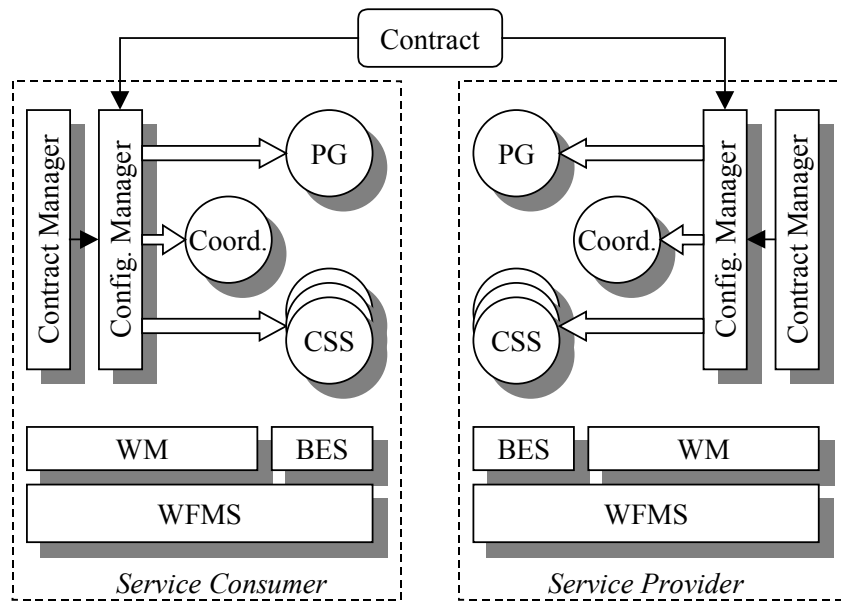 Contract
Contract Manager
Config. Manager
PG
Coord.
CSS
WM
BES
WFMS
Service Consumer
PG
Coord.
CSS
Config. Manager
Contract Manager
BES
WM
WFMS
Service Provider